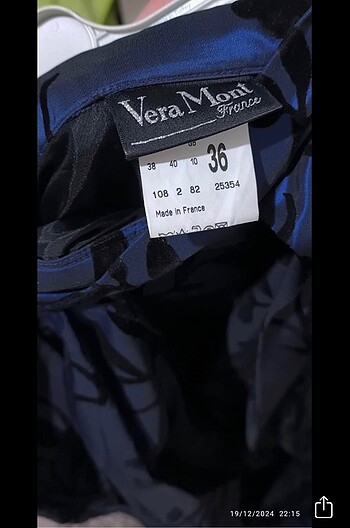 Vera Mont
France
36
38 40 10
108 2 82 25354
Made in France
19/12/2024 22:15